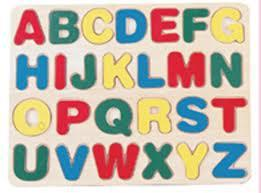 ABCDEFG
HIJKLMN
OPQRST
UVWXYZ